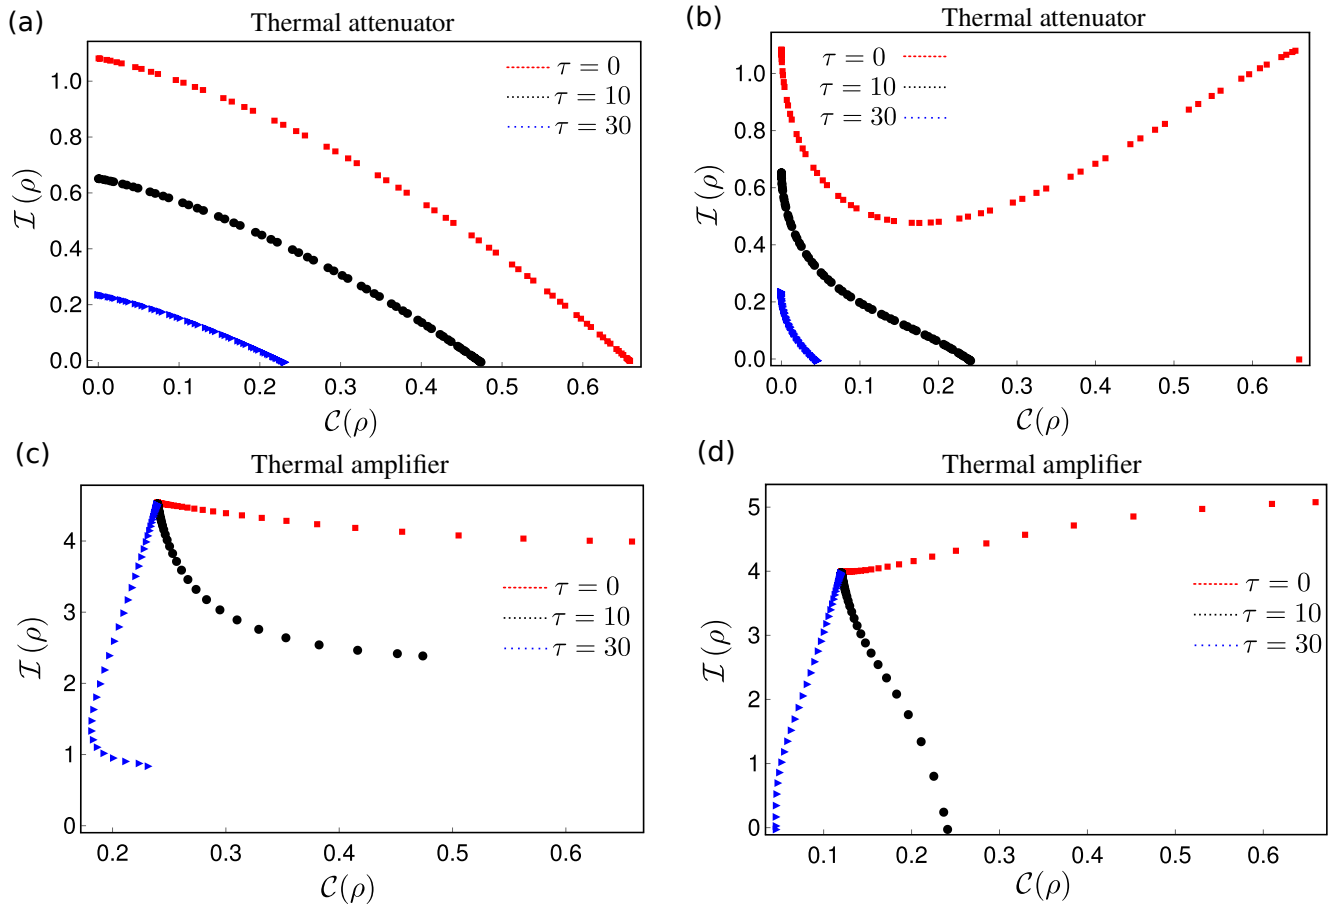 (a)
Thermal attenuator
τ = 0
τ = 10
τ = 30
1.0
0.8
0.6
0.4
0.2
0.0
ℐ(ρ)
0.0 0.1 0.2 0.3 0.4 0.5 0.6
𝒞(ρ)
(b)
Thermal attenuator
τ = 0
τ = 10
τ = 30
1.0
0.8
0.6
0.4
0.2
0.0
ℐ(ρ)
0.0 0.1 0.2 0.3 0.4 0.5 0.6
𝒞(ρ)
(c)
Thermal amplifier
τ = 0
τ = 10
τ = 30
4
3
2
1
0
ℐ(ρ)
0.2 0.3 0.4 0.5 0.6
𝒞(ρ)
(d)
Thermal amplifier
τ = 0
τ = 10
τ = 30
5
4
3
2
1
0
ℐ(ρ)
0.1 0.2 0.3 0.4 0.5 0.6
𝒞(ρ)